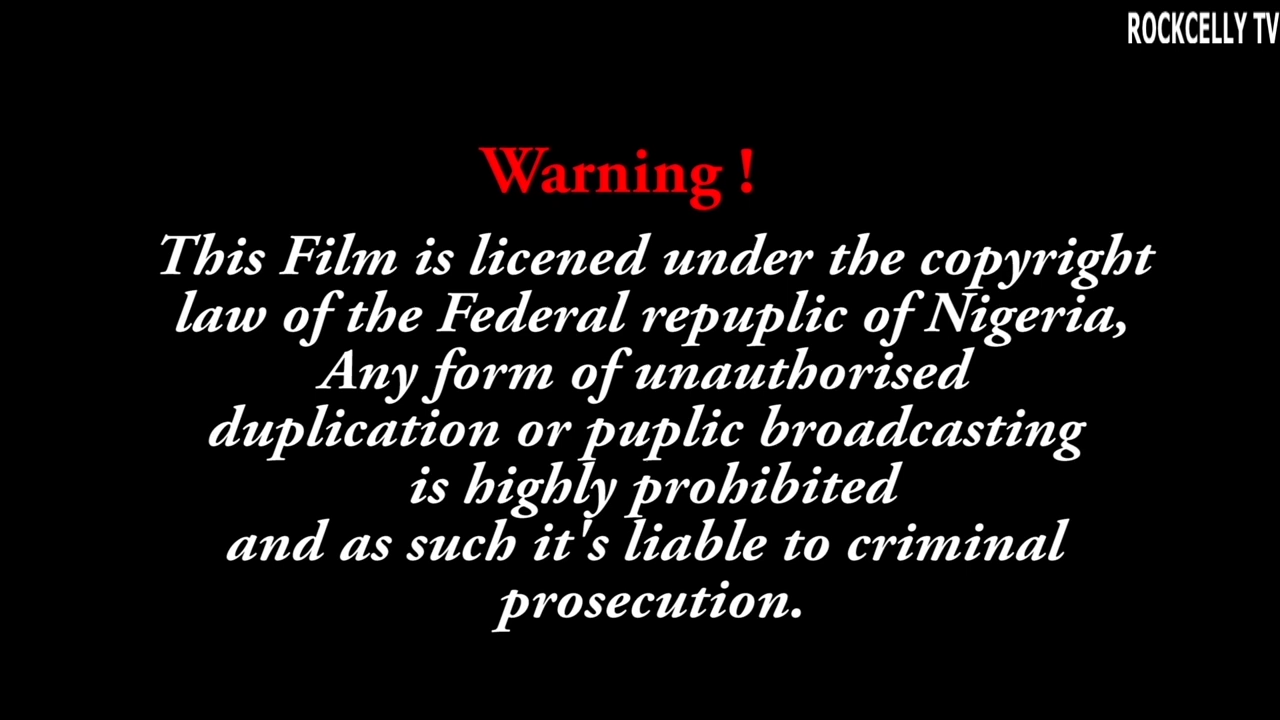 ROCKCELLY TV
Warning !
This Film is licened under the copyright
law of the Federal repuplic of Nigeria,
Any form of unauthorised
duplication or puplic broadcasting
is highly prohibited
and as such it's liable to criminal
prosecution.